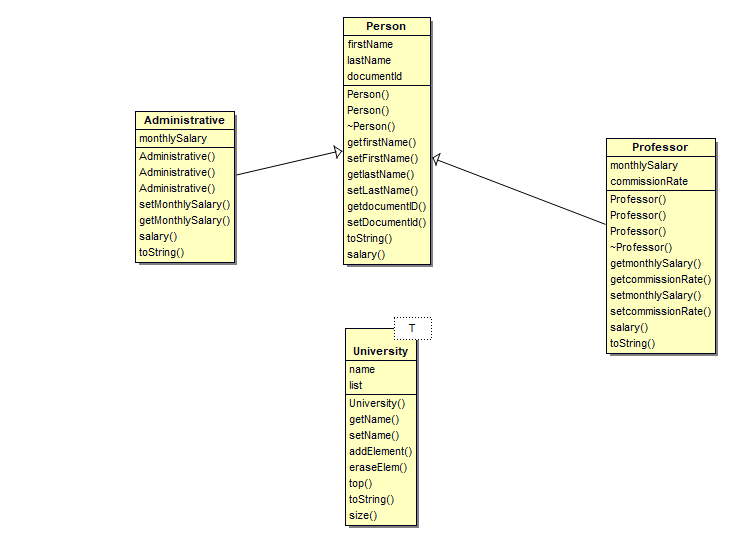 Person
firstName
lastName
documentId
Person()
Person()
~Person()
getfirstName()
setFirstName()
getlastName()
setLastName()
getdocumentID()
setDocumentId()
toString()
salary()
Administrative
monthlySalary
Administrative()
Administrative()
Administrative()
setMonthlySalary()
getMonthlySalary()
salary()
toString()
Professor
monthlySalary
commissionRate
Professor()
Professor()
Professor()
~Professor()
getmonthlySalary()
getcommissionRate()
setmonthlySalary()
setcommissionRate()
salary()
toString()
T
University
name
list
University()
getName()
setName()
addElement()
eraseElem()
top()
toString()
size()